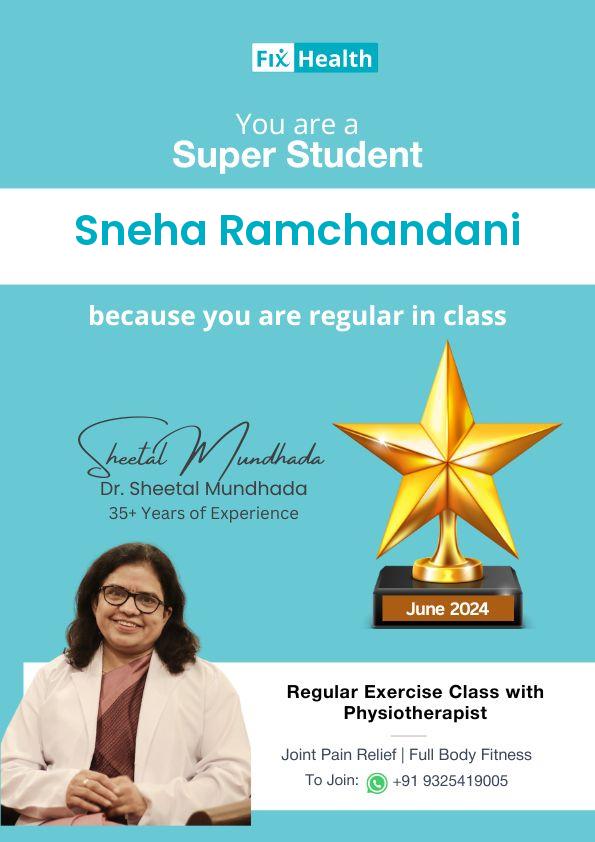 Fix Health
You are a
Super Student
Sneha Ramchandani
because you are regular in class
Sheetal Mundhada
Dr. Sheetal Mundhada
35+ Years of Experience
June 2024
Regular Exercise Class with
Physiotherapist
Joint Pain Relief | Full Body Fitness
To Join: +91 9325419005